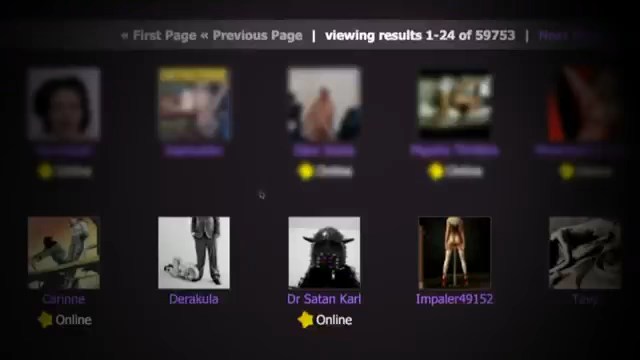 « First Page « Previous Page | viewing results 1-24 of 59753 |
Online Online Online
Carinne Derakula Dr Satan Karl Impaler49152
Online Online